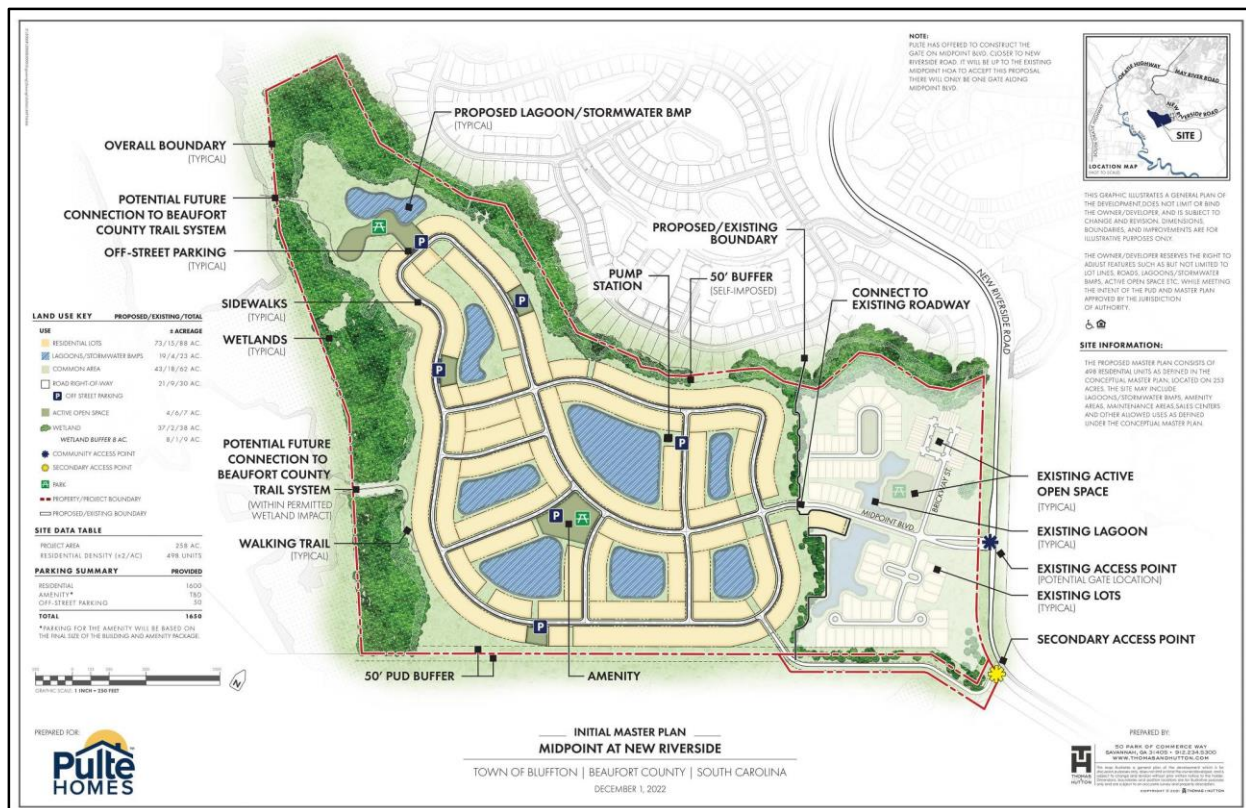 NOTE:
PULTE HAS OFFERED TO CONSTRUCT THE
GATE ON MIDPOINT BLVD. CLOSER TO NEW
RIVERSIDE ROAD. IT WILL BE UP TO THE EXISTING
MIDPOINT HOA TO ACCEPT THIS PROPOSAL
THERE WILL ONLY BE ONE GATE ALONG
MIDPOINT BLVD
OKATIE HIGHWAY
MAY RIVER ROAD
NEW RIVERSIDE ROAD
SITE
LOCATION MAP
NOT TO SCALE
PROPOSED LAGOON/STORMWATER BMP
(TYPICAL)
OVERALL BOUNDARY
(TYPICAL)
POTENTIAL FUTURE
CONNECTION TO BEAUFORT
COUNTY TRAIL SYSTEM
OFF-STREET PARKING
(TYPICAL)
SIDEWALKS
(TYPICAL)
WETLANDS
(TYPICAL)
PROPOSED/EXISTING
BOUNDARY
PUMP
STATION
50' BUFFER
(SELF-IMPOSED)
CONNECT TO
EXISTING ROADWAY
NEW RIVERSIDE ROAD
THIS GRAPHIC ILLUSTRATES A GENERAL PLAN OF
THE DEVELOPMENT,DOES NOT LIMIT OR BIND
THE OWNER/DEVELOPER, AND IS SUBJECT TO
CHANGE AND REVISION. DIMENSIONS,
BOUNDARIES, AND IMPROVEMENTS ARE FOR
ILLUSTRATIVE PURPOSES ONLY.
THE OWNER/DEVELOPER RESERVES THE RIGHT TO
ADJUST FEATURES SUCH AS BUT NOT LIMITED TO
LOT LINES, ROADS, LAGOONS/STORMWATER
BMPS, ACTIVE OPEN SPACE ETC. WHILE MEETING
THE INTENT OF THE PUD AND MASTER PLAN
APPROVED BY THE JURISDICTION
OF AUTHORITY.
SITE INFORMATION:
THE PROPOSED MASTER PLAN CONSISTS OF
498 RESIDENTIAL UNITS AS DEFINED IN THE
CONCEPTUAL MASTER PLAN, LOCATED ON 253
ACRES. THE SITE MAY INCLUDE
LAGOONS/STORMWATER BMPS, AMENITY
AREAS, MAINTENANCE AREAS,SALES CENTERS
AND OTHER ALLOWED USES AS DEFINED
UNDER THE CONCEPTUAL MASTER PLAN.
LAND USE KEY PROPOSED/EXISTING/TOTAL
USE ± ACREAGE
RESIDENTIAL LOTS 73/15/88 AC.
LAGOONS/STORMWATER BMPS 19/4/23 AC.
COMMON AREA 43/18/62 AC.
ROAD RIGHT-OF-WAY 21/9/30 AC.
P OFF STREET PARKING
ACTIVE OPEN SPACE 4/6/7 AC.
WETLAND 37/2/38 AC.
WETLAND BUFFER 8 AC. 8/1/9 AC.
COMMUNITY ACCESS POINT
SECONDARY ACCESS POINT
PARK
PROPERTY/PROJECT BOUNDARY
PROPOSED/EXISTING BOUNDARY
SITE DATA TABLE
PROJECT AREA 258 AC.
RESIDENTIAL DENSITY (±2/AC) 498 UNITS
PARKING SUMMARY PROVIDED
RESIDENTIAL 1600
AMENITY* TBD
OFF-STREET PARKING 50
TOTAL 1650
*PARKING FOR THE AMENITY WILL BE BASED ON
THE FINAL SIZE OF THE BUILDING AND AMENITY PACKAGE.
GRAPHIC SCALE: 1 INCH = 250 FEET
N
POTENTIAL FUTURE
CONNECTION TO
BEAUFORT COUNTY
TRAIL SYSTEM
(WITHIN PERMITTED
WETLAND IMPACT)
WALKING TRAIL
(TYPICAL)
P
P
P
P
P
MIDPOINT BLVD.
BRICKWAY ST.
EXISTING ACTIVE
OPEN SPACE
(TYPICAL)
EXISTING LAGOON
(TYPICAL)
EXISTING ACCESS POINT
(POTENTIAL GATE LOCATION)
EXISTING LOTS
(TYPICAL)
SECONDARY ACCESS POINT
50' PUD BUFFER
AMENITY
PREPARED FOR:
Pulte
HOMES
INITIAL MASTER PLAN
MIDPOINT AT NEW RIVERSIDE
TOWN OF BLUFFTON | BEAUFORT COUNTY | SOUTH CAROLINA
DECEMBER 1, 2022
PREPARED BY:
THOMAS
&
HUTTON
50 PARK OF COMMERCE WAY
SAVANNAH, GA 31405 • 912.234.5300
WWW.THOMASANDHUTTON.COM